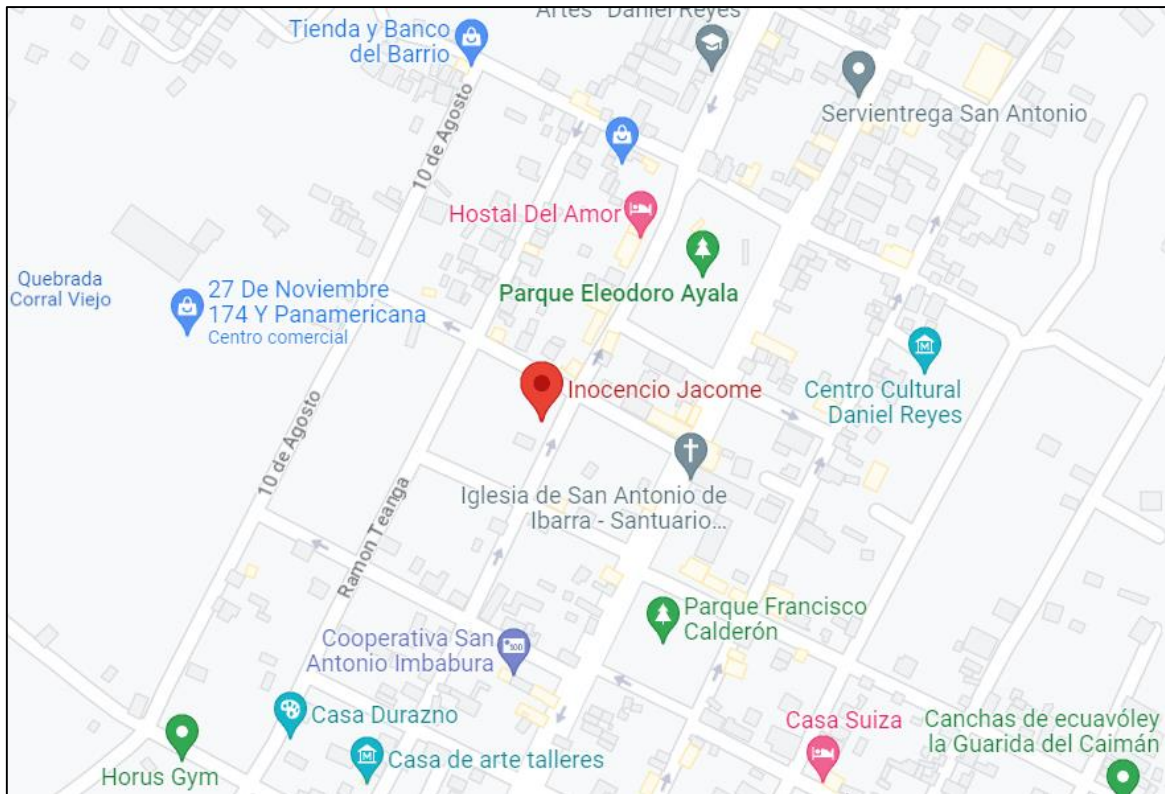 Artes "Daniel Reyes
Tienda y Banco
del Barrio
Servientrega San Antonio
10 de Agosto
Hostal Del Amor
Parque Eleodoro Ayala
Quebrada
Corral Viejo
27 De Noviembre
174 Y Panamericana
Centro comercial
Inocencio Jacome
Centro Cultural
Daniel Reyes
10 de Agosto
Iglesia de San Antonio de
Ibarra - Santuario...
Ramon Teanga
Parque Francisco
Calderón
Cooperativa San
Antonio Imbabura
Casa Durazno
Casa Suiza
Canchas de ecuavóley
la Guarida del Caimán
Casa de arte talleres
Horus Gym